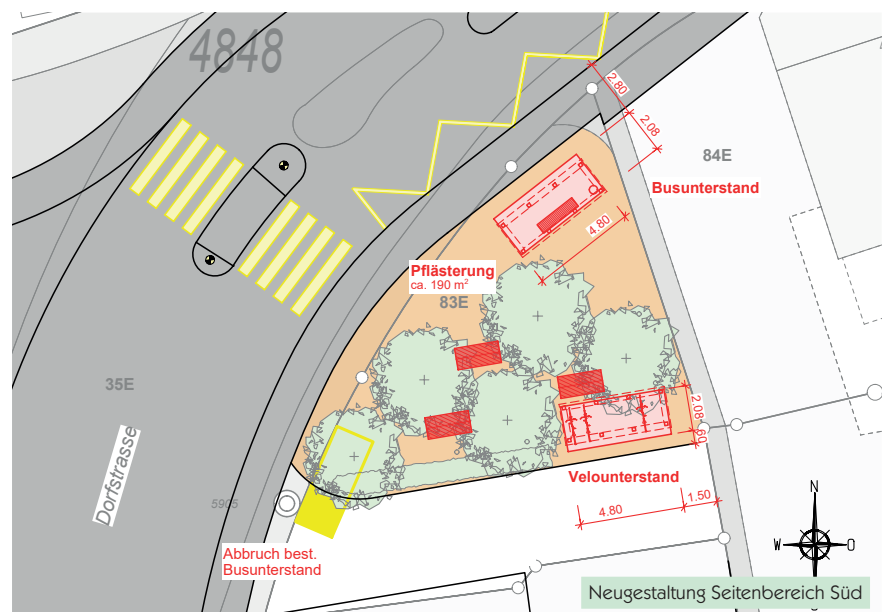 4848
2.80
2.08
84E
Busunterstand
4.80
Pflästerung
ca. 190 m²
83E
35E
Dorfstrasse
5905
2.08
.60
Velounterstand
1.50
4.80
Abbruch best.
Busunterstand
N
W
O
Neugestaltung Seitenbereich Süd